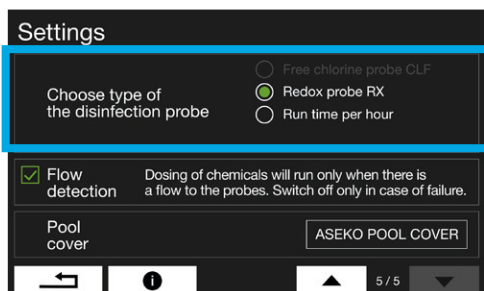 Settings
Choose type of
the disinfection probe
Free chlorine probe CLF
Redox probe RX
Run time per hour
Flow
detection
Dosing of chemicals will run only when there is
a flow to the probes. Switch off only in case of failure.
Pool
cover
ASEKO POOL COVER
5/5